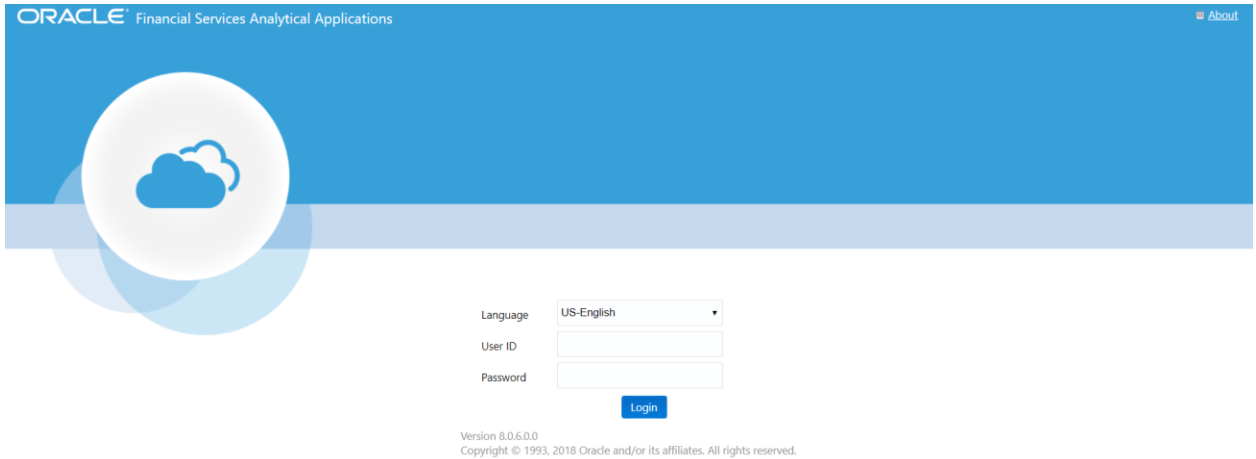 ORACLE® Financial Services Analytical Applications
About
Language US-English
User ID
Password
Login
Version 8.0.6.0.0
Copyright © 1993, 2018 Oracle and/or its affiliates. All rights reserved.